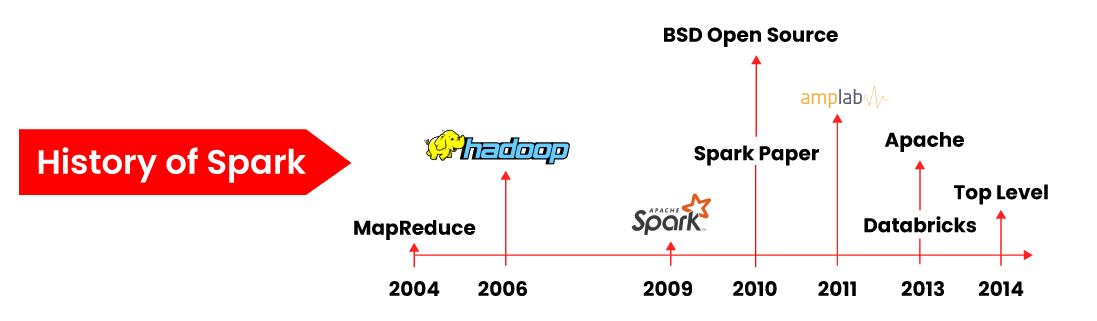 History of Spark
MapReduce
2004
hadoop
2006
APACHE
Spark
2009
BSD Open Source
Spark Paper
2010
amplab
2011
Apache
Databricks
2013
Top Level
2014